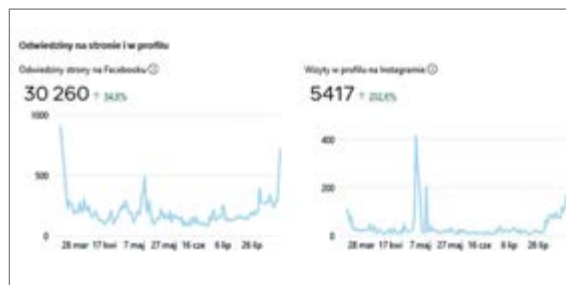 Odwiedziny na stronie i w profilu
Odwiedziny strony na Facebooku
30 260 ↑ 34,8%
1000
500
0
28 mar 17 kwi 7 maj 27 maj 16 cze 6 lip 26 lip
Wizyty w profilu na Instagramie
5417 ↑ 202,6%
400
200
0
28 mar 17 kwi 7 maj 27 maj 16 cze 6 lip 26 lip